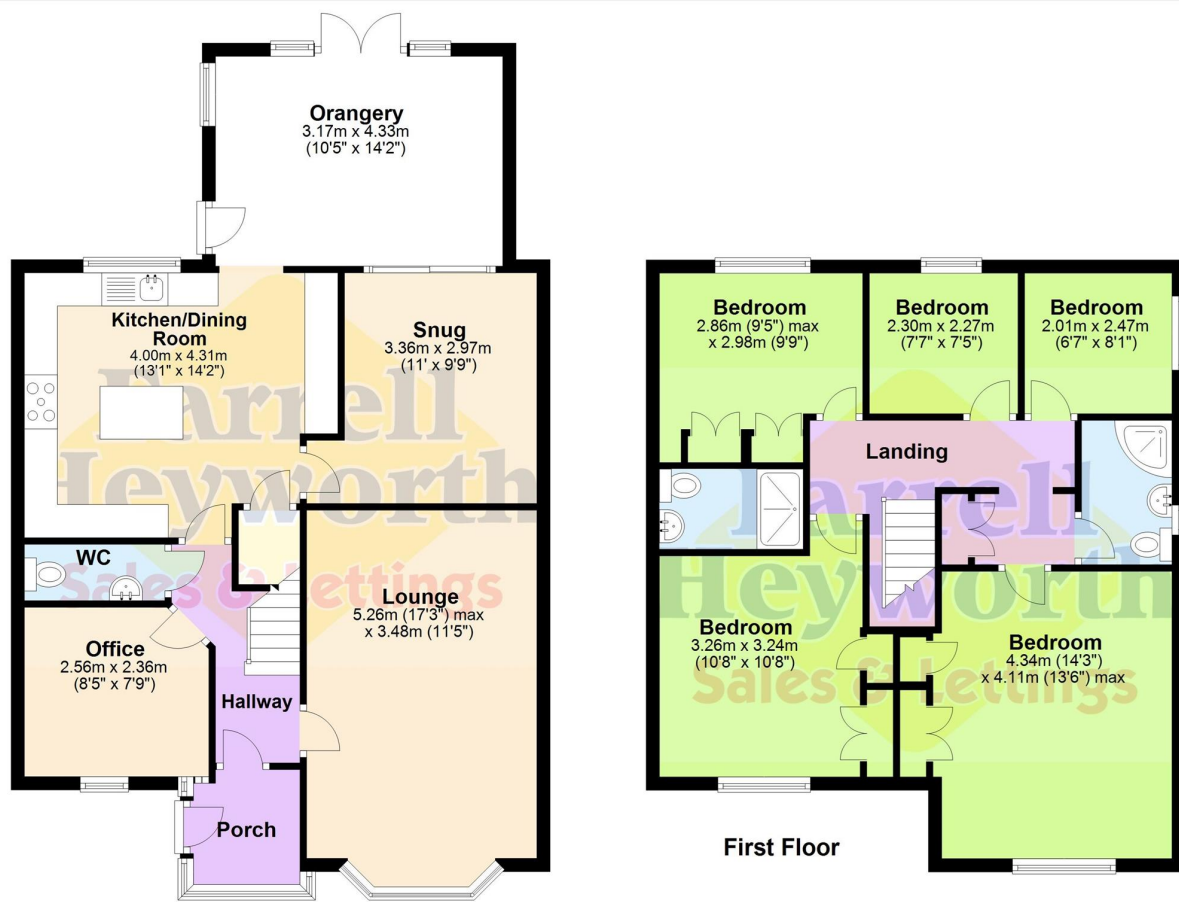 Orangery
3.17m x 4.33m
(10'5" x 14'2")
Kitchen/Dining
Room
4.00m x 4.31m
(13'1" x 14'2")
Snug
3.36m x 2.97m
(11' x 9'9")
WC
Lounge
5.26m (17'3") max
x 3.48m (11'5")
Office
2.56m x 2.36m
(8'5" x 7'9")
Hallway
Porch
Farrell
Heyworth
Sales & Lettings
Bedroom
2.86m (9'5") max
x 2.98m (9'9")
Bedroom
2.30m x 2.27m
(7'7" x 7'5")
Bedroom
2.01m x 2.47m
(6'7" x 8'1")
Landing
Bedroom
3.26m x 3.24m
(10'8" x 10'8")
Bedroom
4.34m (14'3")
x 4.11m (13'6") max
Farrell
Heyworth
Sales & Lettings
First Floor